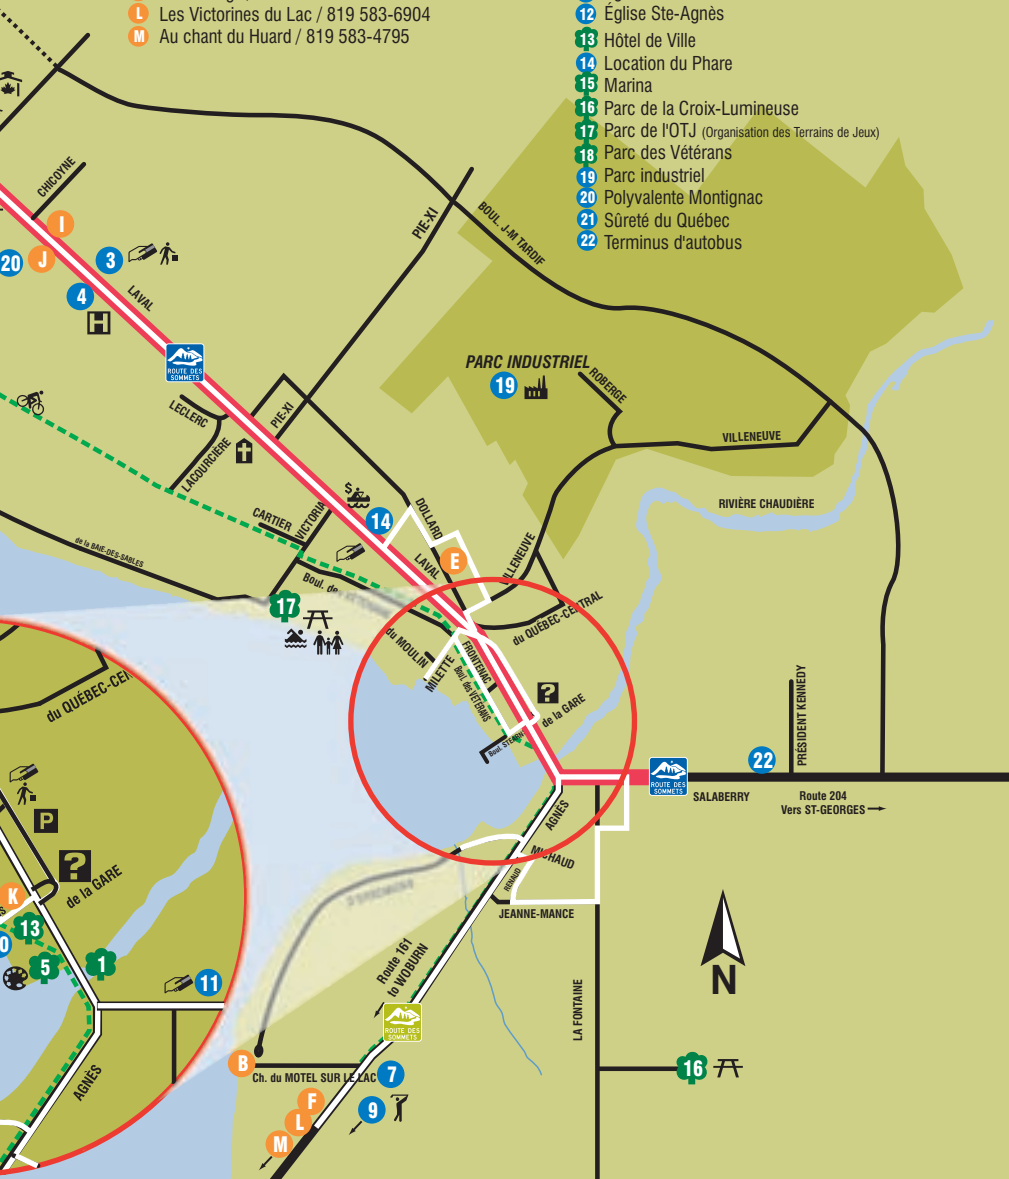 L Les Victorines du Lac / 819 583-6904
M Au chant du Huard / 819 583-4795
12 Église Ste-Agnès
13 Hôtel de Ville
14 Location du Phare
15 Marina
16 Parc de la Croix-Lumineuse
17 Parc de l'OTJ (Organisation des Terrains de Jeux)
18 Parc des Vétérans
19 Parc industriel
20 Polyvalente Montignac
21 Sûreté du Québec
22 Terminus d'autobus
CHICOYNE
I
J
20
3
4
LAVAL
H
PIE-XI
BOUL. J-M TARDIF
ROUTE DES
SOMMETS
PARC INDUSTRIEL
19
ROBERGE
LECLERC
PIE-XI
LACOURCIÈRE
VILLENEUVE
RIVIÈRE CHAUDIÈRE
$
14
DOLLARD
CARTIER
VICTORIA
de la BAIE-DES-SABLES
LAVAL
E
VILLENEUVE
Boul. des
17
du QUÉBEC-CENTRAL
du MOULIN
MILETTE
FRONTENAC
Boul. des VÉTÉRANS
?
de la GARE
Boul. STEARN
PRÉSIDENT KENNEDY
22
ROUTE DES
SOMMETS
SALABERRY
Route 204
Vers ST-GEORGES
AGNÈS
MICHAUD
RENAUD
JEANNE-MANCE
du QUÉBEC-CEN
P
?
de la GARE
K
13
5
1
11
AGNÈS
Route 161
to WOBURN
ROUTE DES
SOMMETS
N
LA FONTAINE
16
B
Ch. du MOTEL SUR LE LAC
7
F
9
L
M